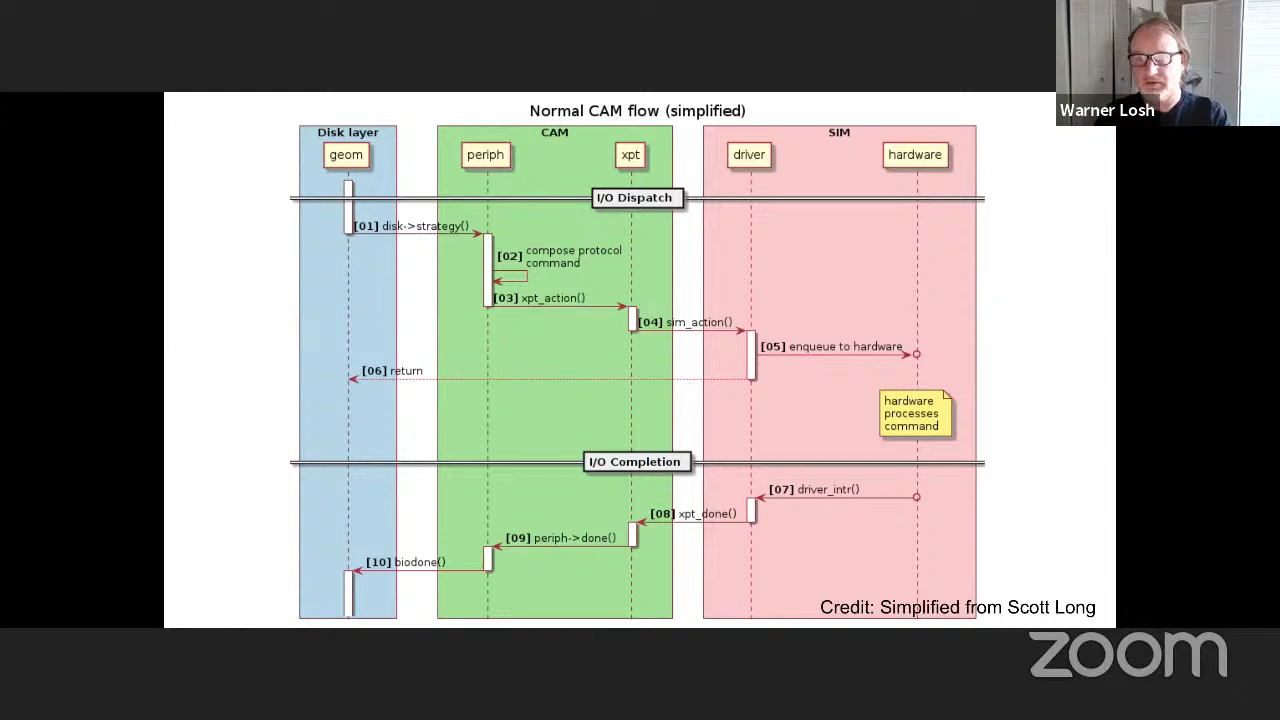 Warner Losh
Normal CAM flow (simplified)
Disk layer
CAM
SIM
geom
periph
xpt
driver
hardware
I/O Dispatch
[01] disk->strategy()
[02] compose protocol
command
[03] xpt_action()
[04] sim_action()
[05] enqueue to hardware
[06] return
hardware
processes
command
I/O Completion
[07] driver_intr()
[08] xpt_done()
[09] periph->done()
[10] biodone()
Credit: Simplified from Scott Long
zoom